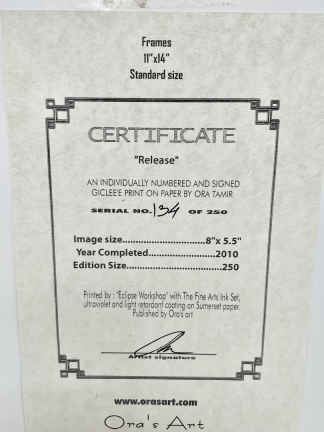 Frames
11"x14"
Standard size
CERTIFICATE
"Release"
AN INDIVIDUALLY NUMBERED AND SIGNED
GICLEE PRINT ON PAPER BY ORA TAMIR
SERIAL NO. 134 OF 250
Image size..............................8"x 5.5"
Year Completed........................2010
Edition Size...................................250
Printed by : "Eclipse Workshop" with The Fine Arts Ink Set,
ultraviolet and light retardant coating on Sumerset paper.
Published by Ora's art
Artist signature
www.orasart.com
Ora's Art